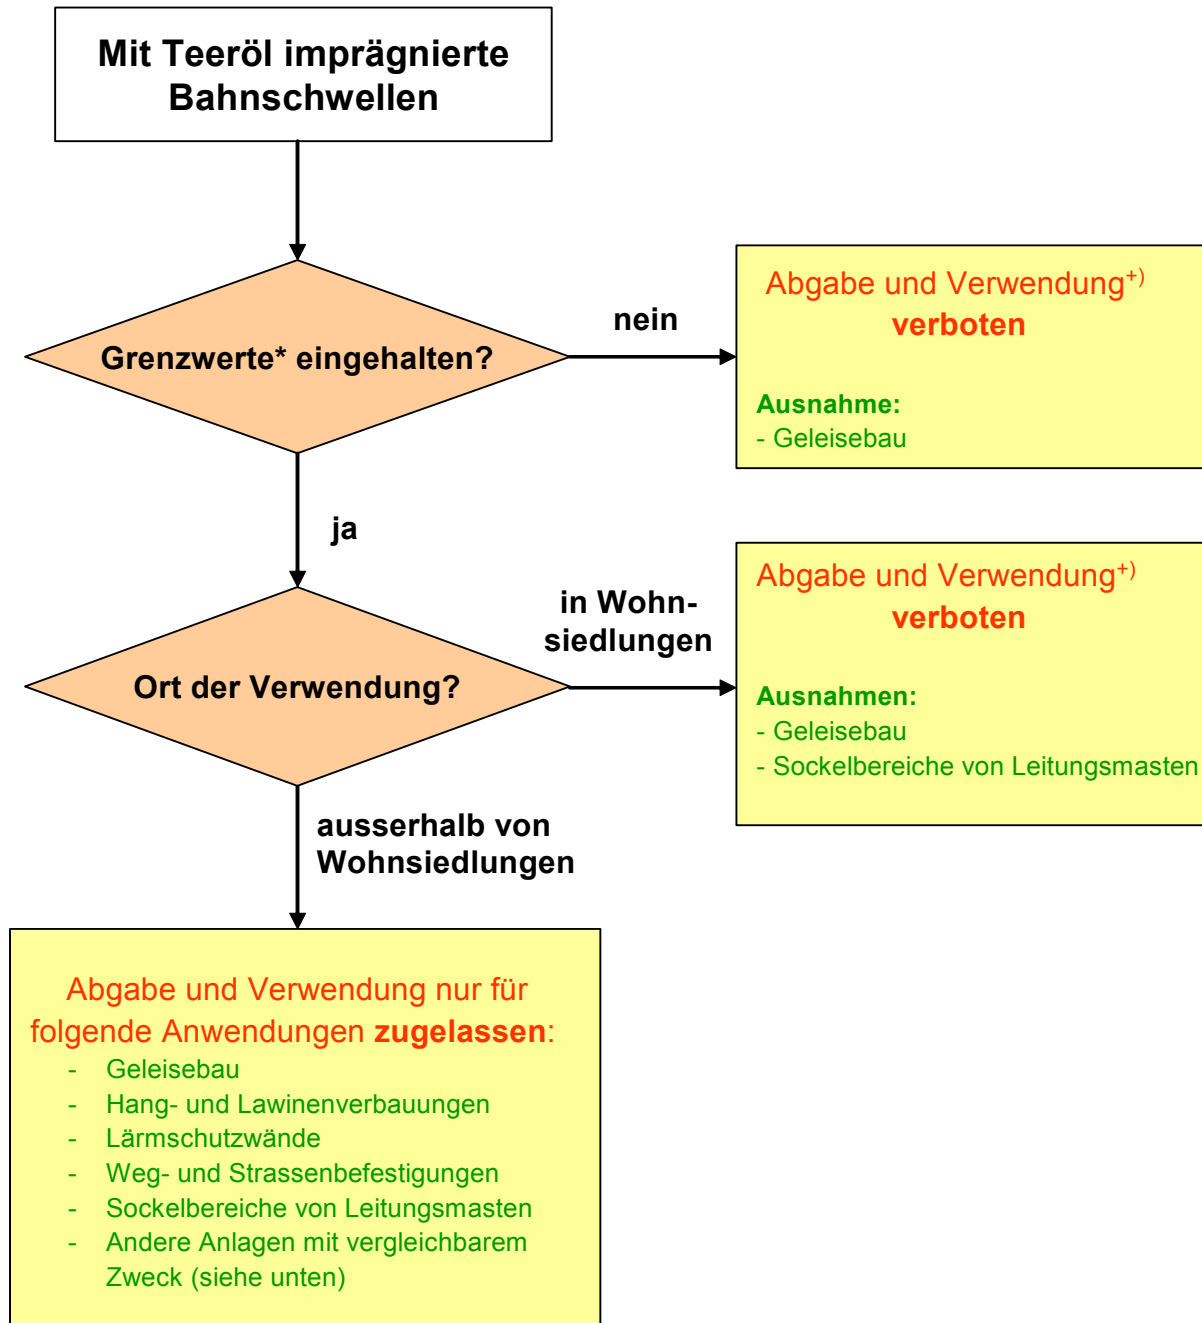 Mit Teeröl imprägnierte
Bahnschwellen
Grenzwerte* eingehalten?
nein
Abgabe und Verwendung+)
verboten
Ausnahme:
- Geleisebau
ja
Ort der Verwendung?
in Wohn-
siedlungen
Abgabe und Verwendung+)
verboten
Ausnahmen:
- Geleisebau
- Sockelbereiche von Leitungsmasten
ausserhalb von
Wohnsiedlungen
Abgabe und Verwendung nur für
folgende Anwendungen zugelassen:
- Geleisebau
- Hang- und Lawinenverbauungen
- Lärmschutzwände
- Weg- und Strassenbefestigungen
- Sockelbereiche von Leitungsmasten
- Andere Anlagen mit vergleichbarem
Zweck (siehe unten)